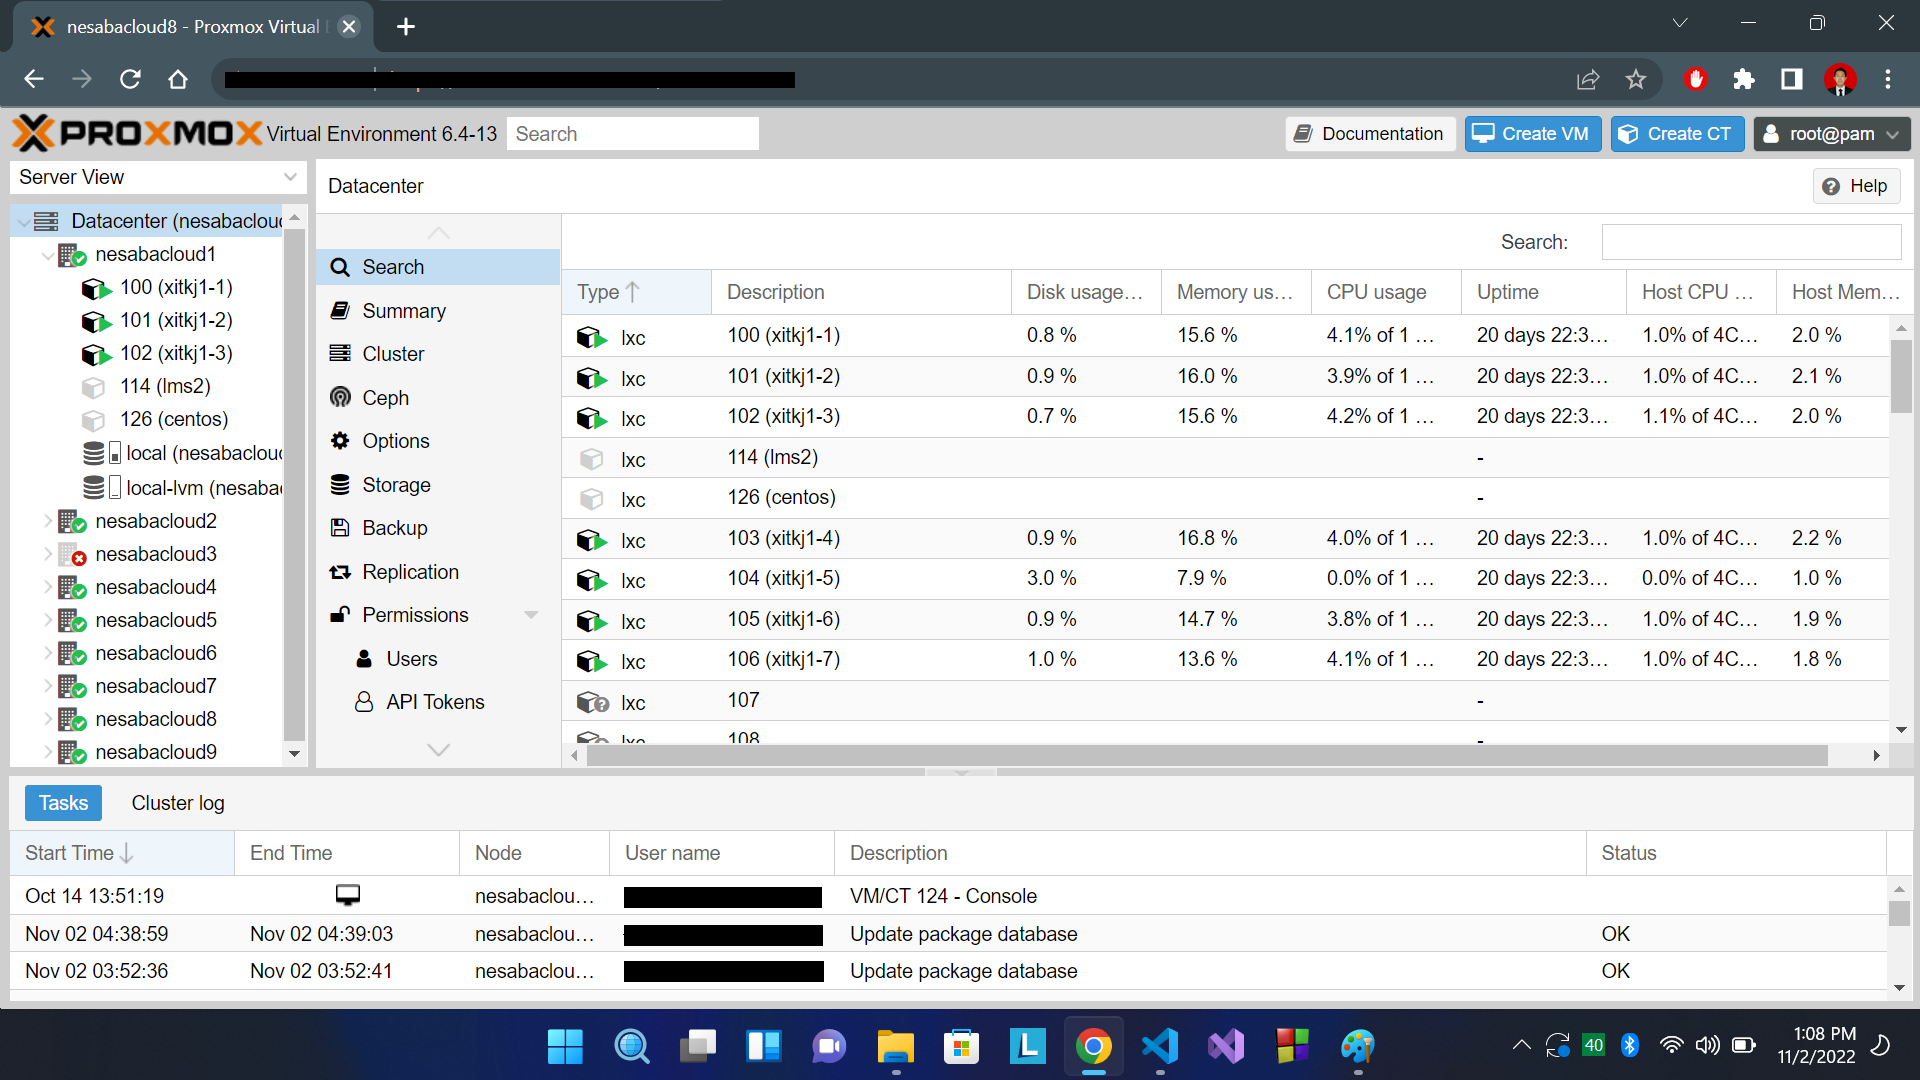 nesabacloud8 - Proxmox Virtual
PROXMOX Virtual Environment 6.4-13 Search Documentation Create VM Create CT root@pam
Server View
Datacenter (nesabacloud
nesabacloud1
100 (xitkj1-1)
101 (xitkj1-2)
102 (xitkj1-3)
114 (lms2)
126 (centos)
local (nesabaclou
local-lvm (nesaba
nesabacloud2
nesabacloud3
nesabacloud4
nesabacloud5
nesabacloud6
nesabacloud7
nesabacloud8
nesabacloud9
Datacenter Help
Search
Summary
Cluster
Ceph
Options
Storage
Backup
Replication
Permissions
Users
API Tokens
Search:
Type Description Disk usage... Memory us... CPU usage Uptime Host CPU ... Host Mem...
lxc 100 (xitkj1-1) 0.8 % 15.6 % 4.1% of 1 ... 20 days 22:3... 1.0% of 4C... 2.0 %
lxc 101 (xitkj1-2) 0.9 % 16.0 % 3.9% of 1 ... 20 days 22:3... 1.0% of 4C... 2.1 %
lxc 102 (xitkj1-3) 0.7 % 15.6 % 4.2% of 1 ... 20 days 22:3... 1.1% of 4C... 2.0 %
lxc 114 (lms2) -
lxc 126 (centos) -
lxc 103 (xitkj1-4) 0.9 % 16.8 % 4.0% of 1 ... 20 days 22:3... 1.0% of 4C... 2.2 %
lxc 104 (xitkj1-5) 3.0 % 7.9 % 0.0% of 1 ... 20 days 22:3... 0.0% of 4C... 1.0 %
lxc 105 (xitkj1-6) 0.9 % 14.7 % 3.8% of 1 ... 20 days 22:3... 1.0% of 4C... 1.9 %
lxc 106 (xitkj1-7) 1.0 % 13.6 % 4.1% of 1 ... 20 days 22:3... 1.0% of 4C... 1.8 %
lxc 107 -
lxc 108 -
Tasks Cluster log
Start Time End Time Node User name Description Status
Oct 14 13:51:19 nesabaclou... VM/CT 124 - Console
Nov 02 04:38:59 Nov 02 04:39:03 nesabaclou... Update package database OK
Nov 02 03:52:36 Nov 02 03:52:41 nesabaclou... Update package database OK
L
40
1:08 PM
11/2/2022